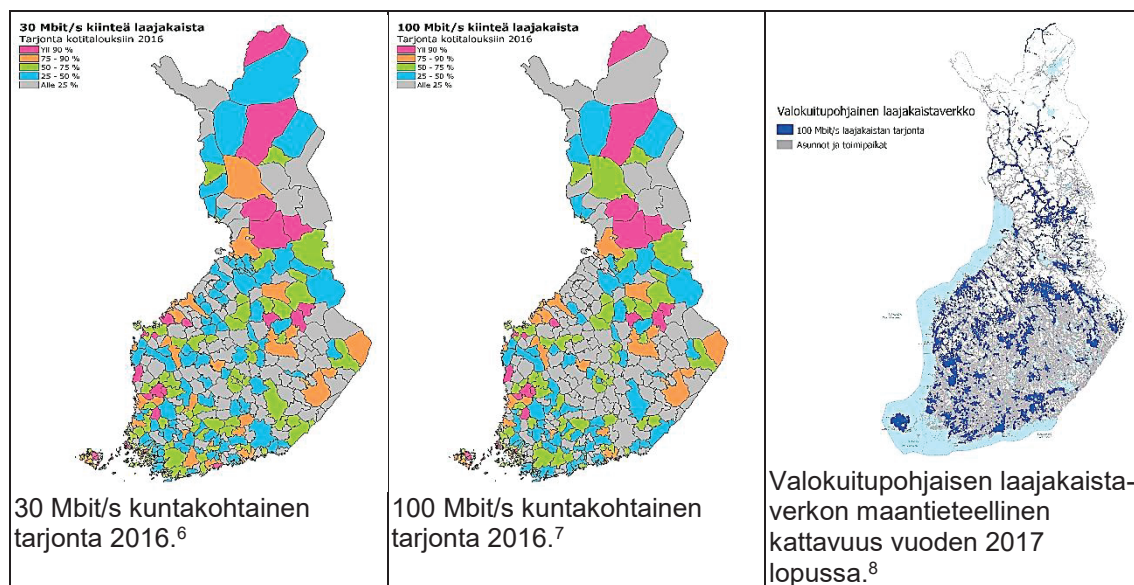 30 Mbit/s kiinteä laajakaista
Tarjonta kotitalouksiin 2016
Yli 90 %
75 - 90 %
50 - 75 %
25 - 50 %
Alle 25 %
30 Mbit/s kuntakohtainen
tarjonta 2016.6
100 Mbit/s kiinteä laajakaista
Tarjonta kotitalouksiin 2016
Yli 90 %
75 - 90 %
50 - 75 %
25 - 50 %
Alle 25 %
100 Mbit/s kuntakohtainen
tarjonta 2016.7
Valokuitupohjainen laajakaistaverkko
100 Mbit/s laajakaistan tarjonta
Asunnot ja toimipaikat
Valokuitupohjaisen laajakaista-
verkon maantieteellinen
kattavuus vuoden 2017
lopussa.8